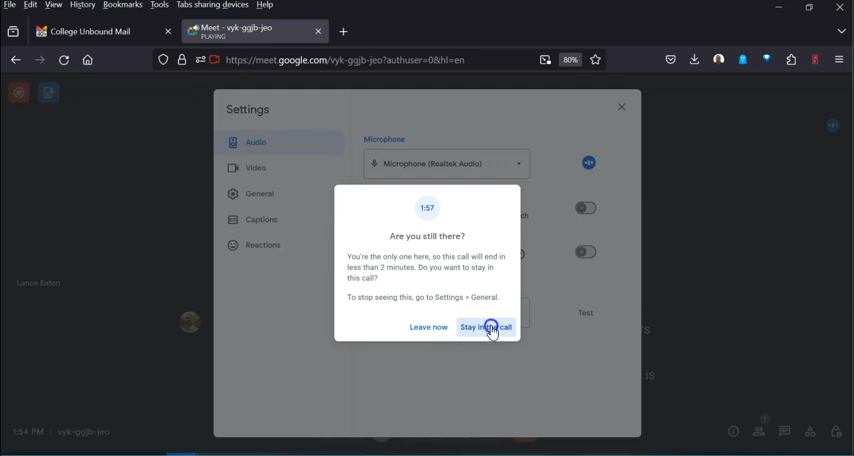 File Edit View History Bookmarks Tools Tabs sharing devices Help
College Unbound Mail
Meet - vyk-ggjb-jeo
PLAYING
https://meet.google.com/vyk-ggjb-jeo?authuser=0&hl=en
80%
Settings
Audio
Video
General
Captions
Reactions
Microphone
Microphone (Realtek Audio)
ch
Test
1:57
Are you still there?
You're the only one here, so this call will end in
less than 2 minutes. Do you want to stay in
this call?
To stop seeing this, go to Settings > General.
Leave now
Stay in the call
Lance Eaton
rs
is
1:54 PM | vyk-ggjb-jeo
1